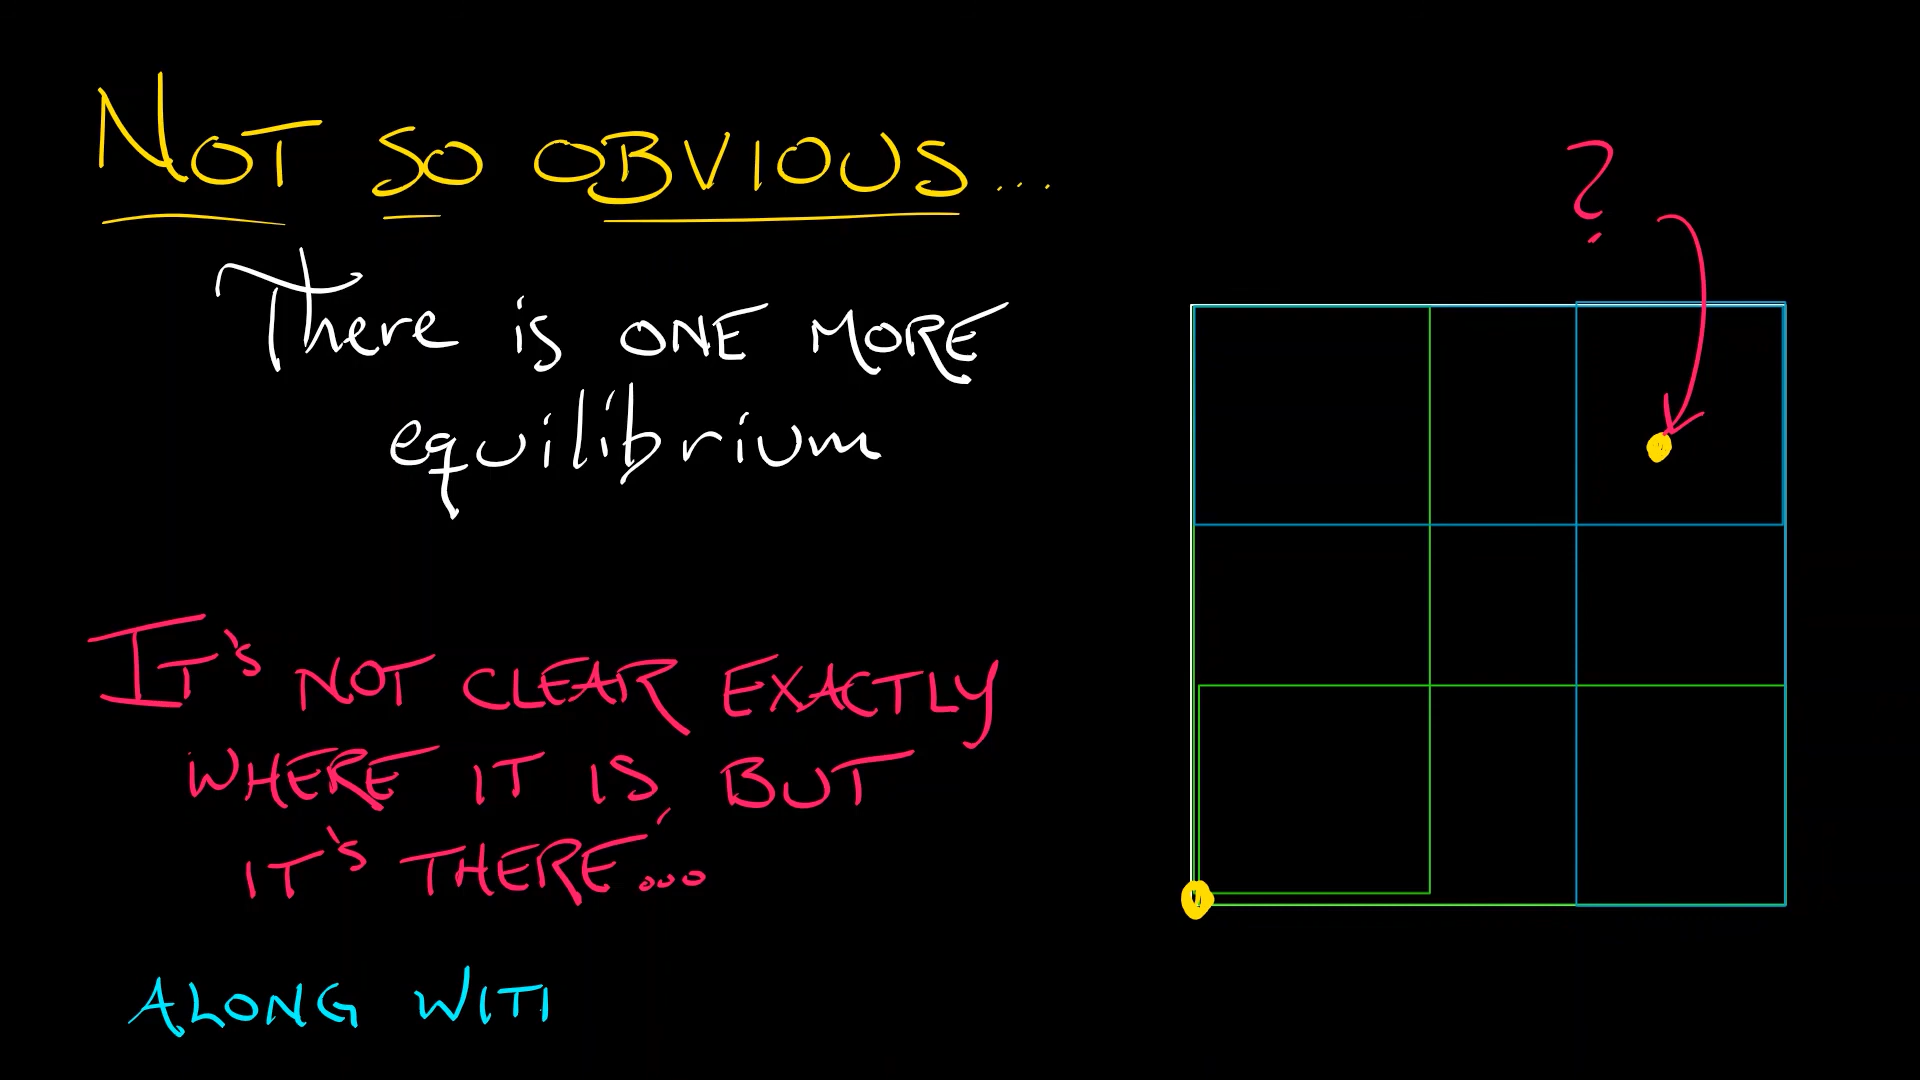 NOT SO OBVIOUS...
There is ONE MORE
equilibrium
?
IT'S NOT CLEAR EXACTLY
WHERE IT IS, BUT
IT'S THERE...
ALONG WIT